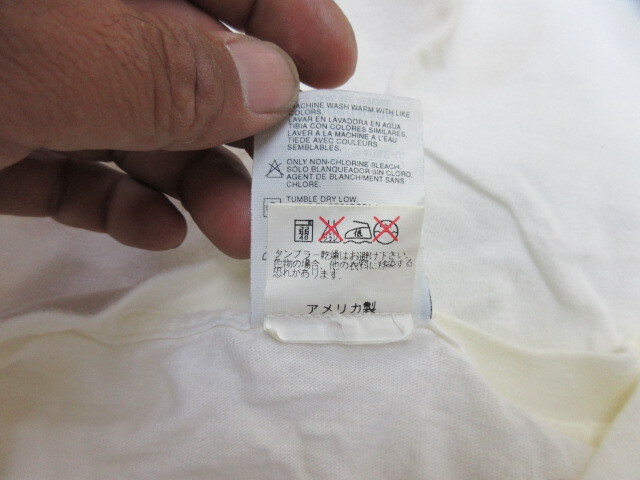 MACHINE WASH WARM WITH LIKE
COLORS.
LAVAR EN LAVADORA EN AGUA
TIBIA CON COLORES SIMILARES.
LAVER A LA MACHINE A L'EAU
TIEDE AVEC COULEURS
SEMBLABLES.
ONLY NON-CHLORINE BLEACH.
SÓLO BLANQUEADOR SIN CLORO.
AGENT DE BLANCHIMENT SANS
CHLORE.
TUMBLE DRY LOW.
弱
40
低
タンブラー乾燥はお避け下さい。
色物の場合、他の衣料に移染する
恐れがあります。
アメリカ製